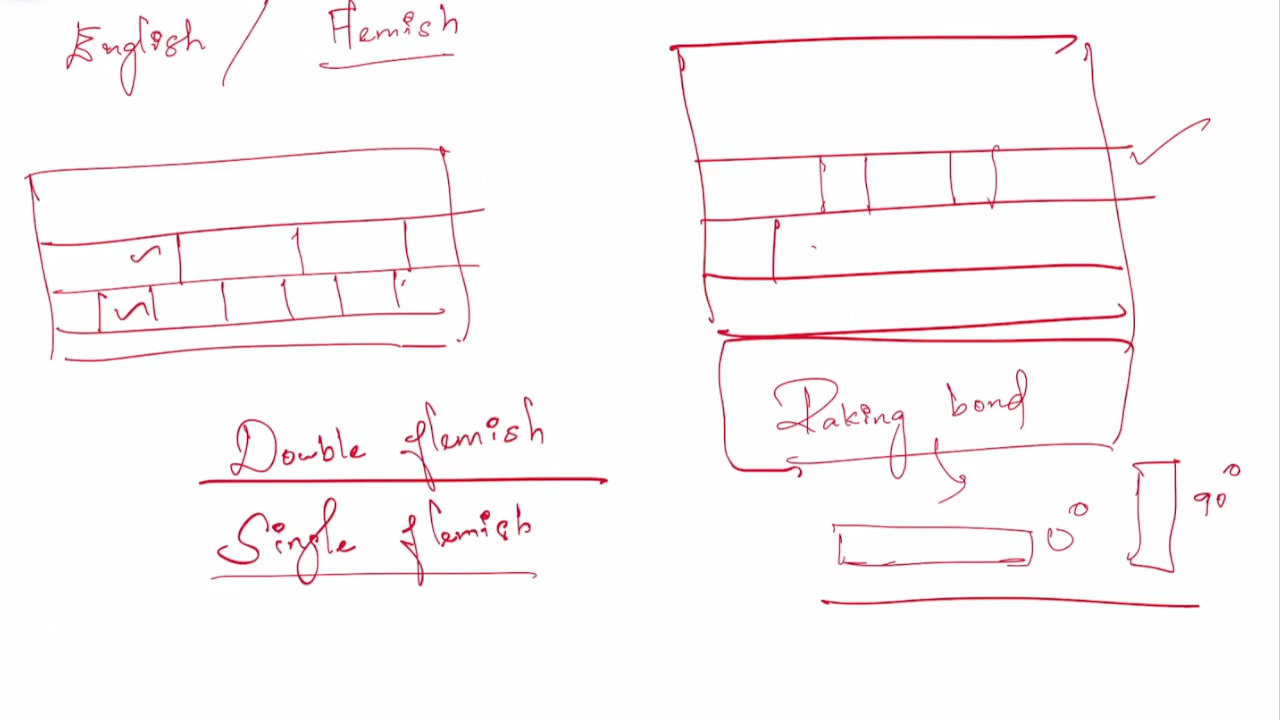 English / Flemish
Double flemish
Single flemish
Raking bond
0°
90°